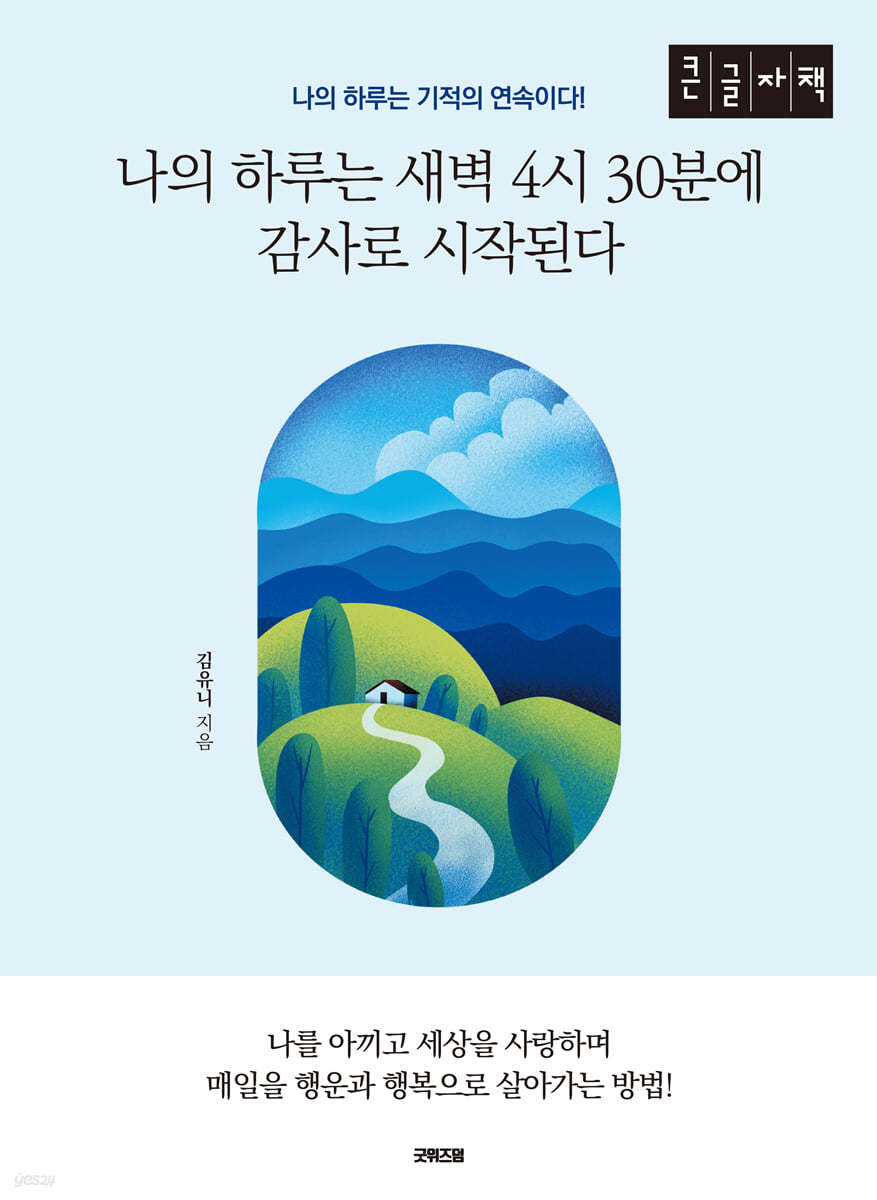 큰글자책
나의 하루는 기적의 연속이다!
나의 하루는 새벽 4시 30분에
감사로 시작된다
김유니 지음
나를 아끼고 세상을 사랑하며
매일을 행운과 행복으로 살아가는 방법!
굿위즈덤
yes24